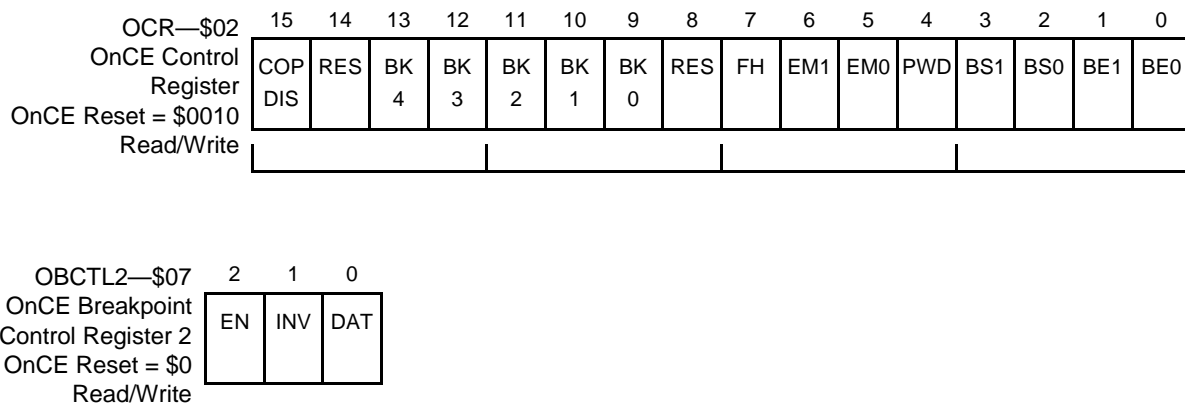 OCR—$02
OnCE Control
Register
OnCE Reset = $0010
Read/Write
15 14 13 12 11 10 9 8 7 6 5 4 3 2 1 0
COP RES BK BK BK BK BK RES FH EM1 EM0 PWD BS1 BS0 BE1 BE0
DIS 4 3 2 1 0
OBCTL2—$07
OnCE Breakpoint
Control Register 2
OnCE Reset = $0
Read/Write
2 1 0
EN INV DAT